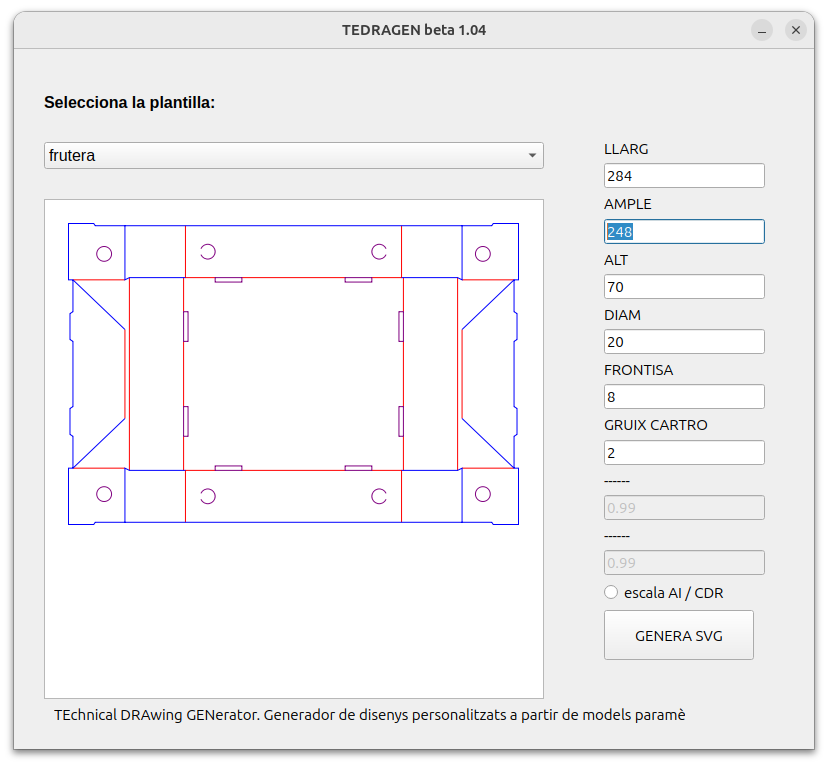 TEDRAGEN beta 1.04
Selecciona la plantilla:
frutera
LLARG
284
AMPLE
248
ALT
70
DIAM
20
FRONTISA
8
GRUIX CARTRO
2
------
0.99
------
0.99
escala AI / CDR
GENERA SVG
TEchnical DRAwing GENerator. Generador de disenys personalitzats a partir de models paramè